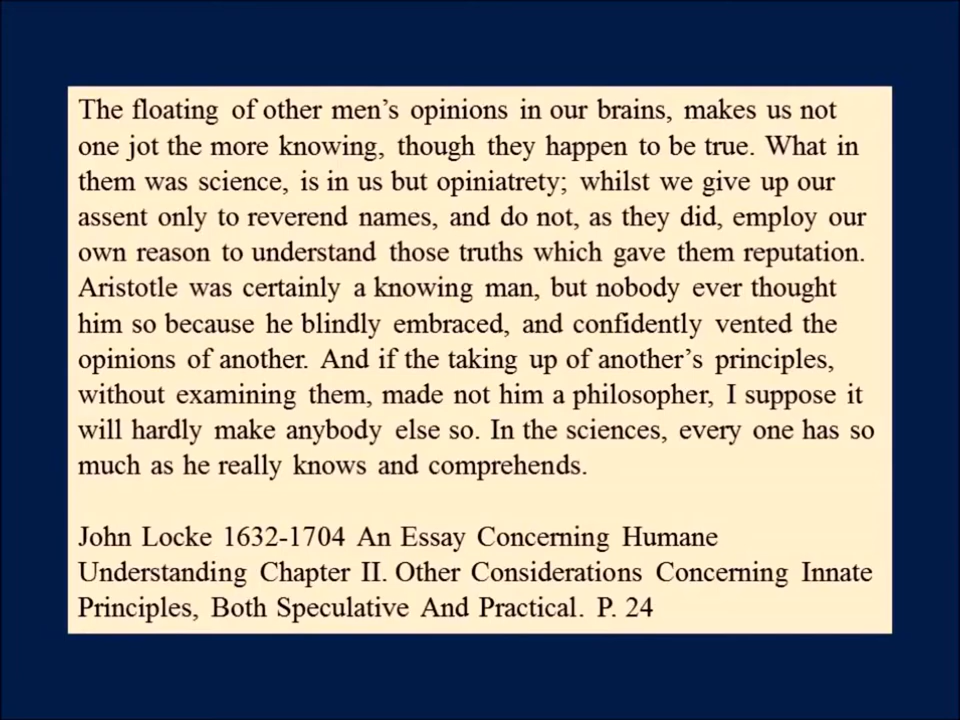 The floating of other men’s opinions in our brains, makes us not
one jot the more knowing, though they happen to be true. What in
them was science, is in us but opiniatrety; whilst we give up our
assent only to reverend names, and do not, as they did, employ our
own reason to understand those truths which gave them reputation.
Aristotle was certainly a knowing man, but nobody ever thought
him so because he blindly embraced, and confidently vented the
opinions of another. And if the taking up of another’s principles,
without examining them, made not him a philosopher, I suppose it
will hardly make anybody else so. In the sciences, every one has so
much as he really knows and comprehends.
John Locke 1632-1704 An Essay Concerning Humane
Understanding Chapter II. Other Considerations Concerning Innate
Principles, Both Speculative And Practical. P. 24